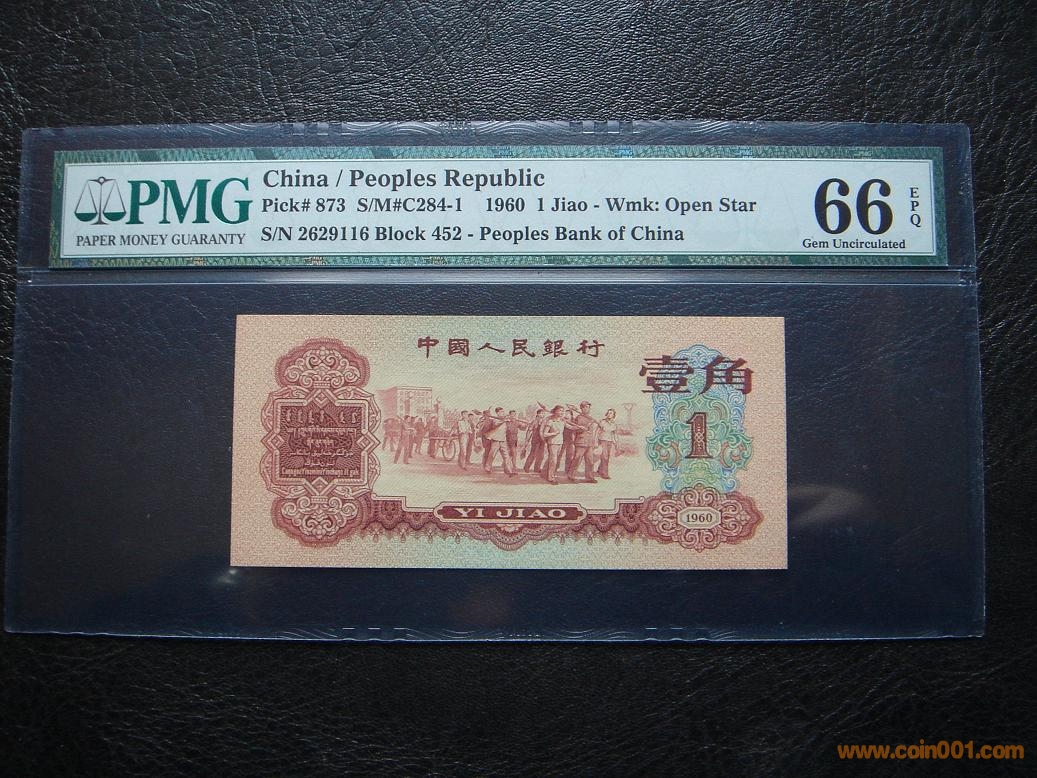 PMG
PAPER MONEY GUARANTY
China / Peoples Republic
Pick# 873 S/M#C284-1 1960 1 Jiao - Wmk: Open Star
S/N 2629116 Block 452 - Peoples Bank of China
66
EPQ
Gem Uncirculated
中國人民銀行
壹角
1
YI JIAO
1960
www.coin001.com